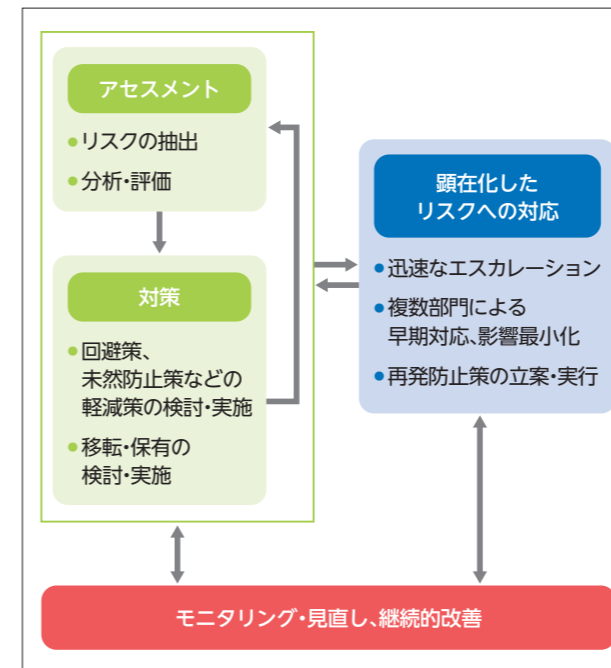 アセスメント
●リスクの抽出
●分析・評価
対策
●回避策、
未然防止策などの
軽減策の検討・実施
●移転・保有の
検討・実施
顕在化した
リスクへの対応
●迅速なエスカレーション
●複数部門による
早期対応、影響最小化
●再発防止策の立案・実行
モニタリング・見直し、継続的改善